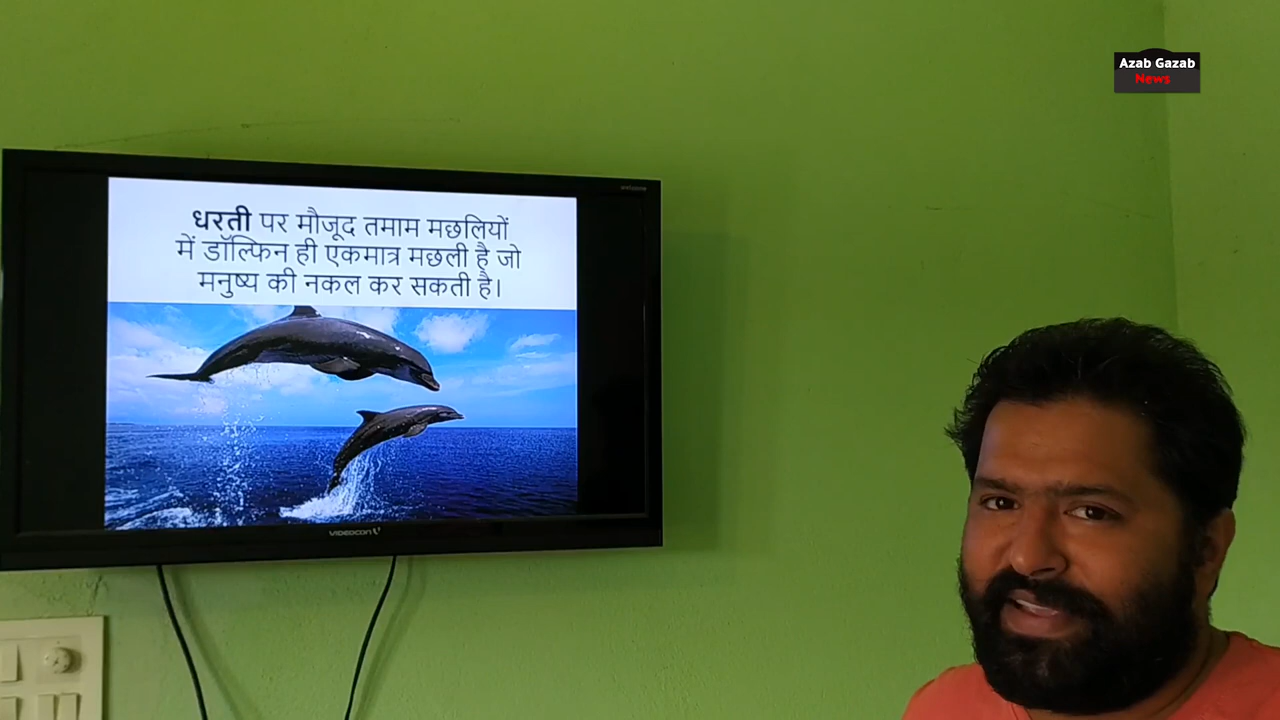 Azab Gazab
News
धरती पर मौजूद तमाम मछलियों
में डॉल्फिन ही एकमात्र मछली है जो
मनुष्य की नकल कर सकती है।
VIDEOCON